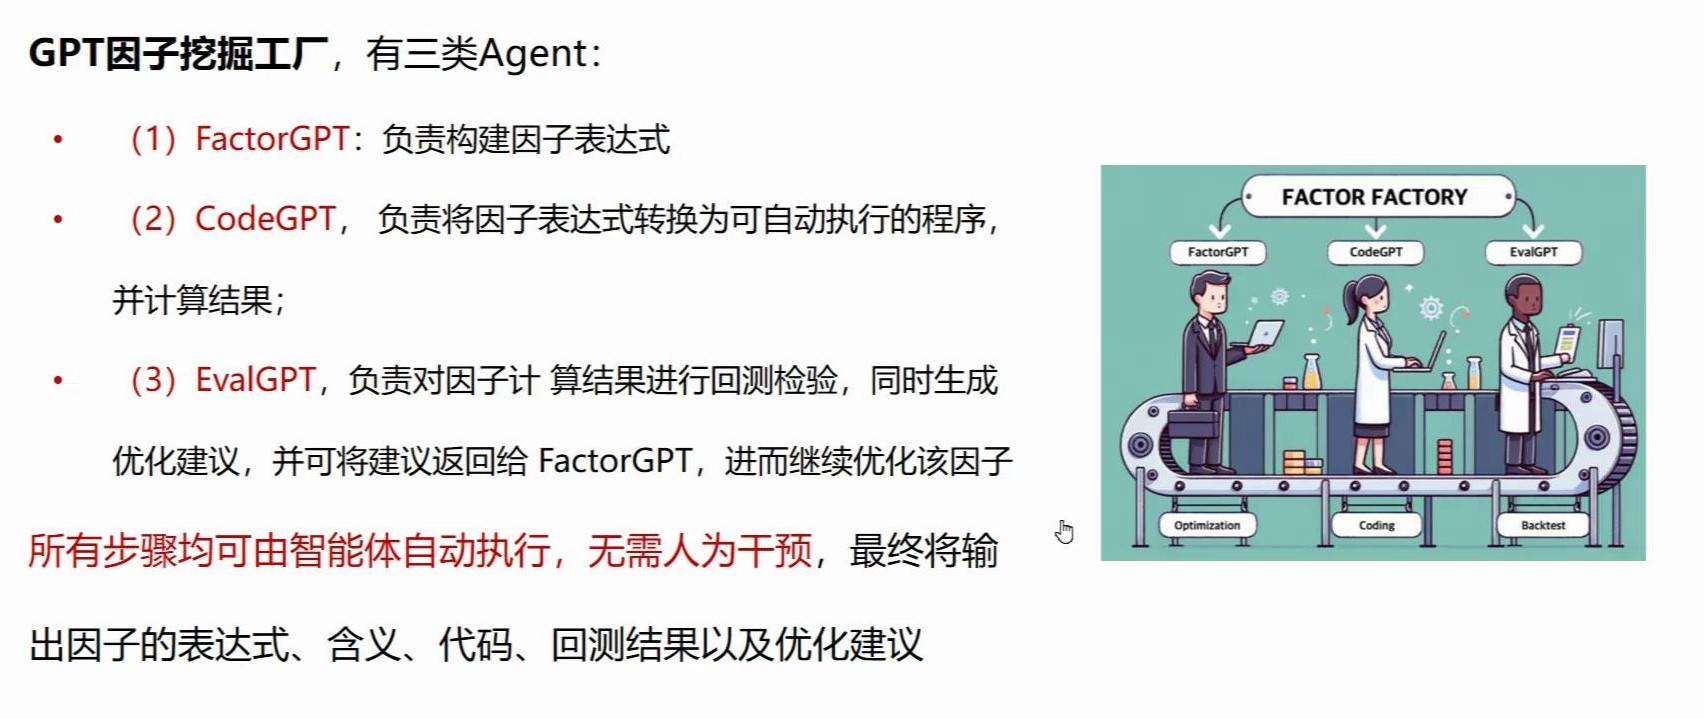 GPT因子挖掘工厂，有三类Agent：
• （1）FactorGPT：负责构建因子表达式
• （2）CodeGPT， 负责将因子表达式转换为可自动执行的程序，
并计算结果；
• （3）EvalGPT，负责对因子计 算结果进行回测检验，同时生成
优化建议，并可将建议返回给 FactorGPT，进而继续优化该因子
所有步骤均可由智能体自动执行，无需人为干预，最终将输
出因子的表达式、含义、代码、回测结果以及优化建议
FACTOR FACTORY
FactorGPT
CodeGPT
EvalGPT
Optimization
Coding
Backtest